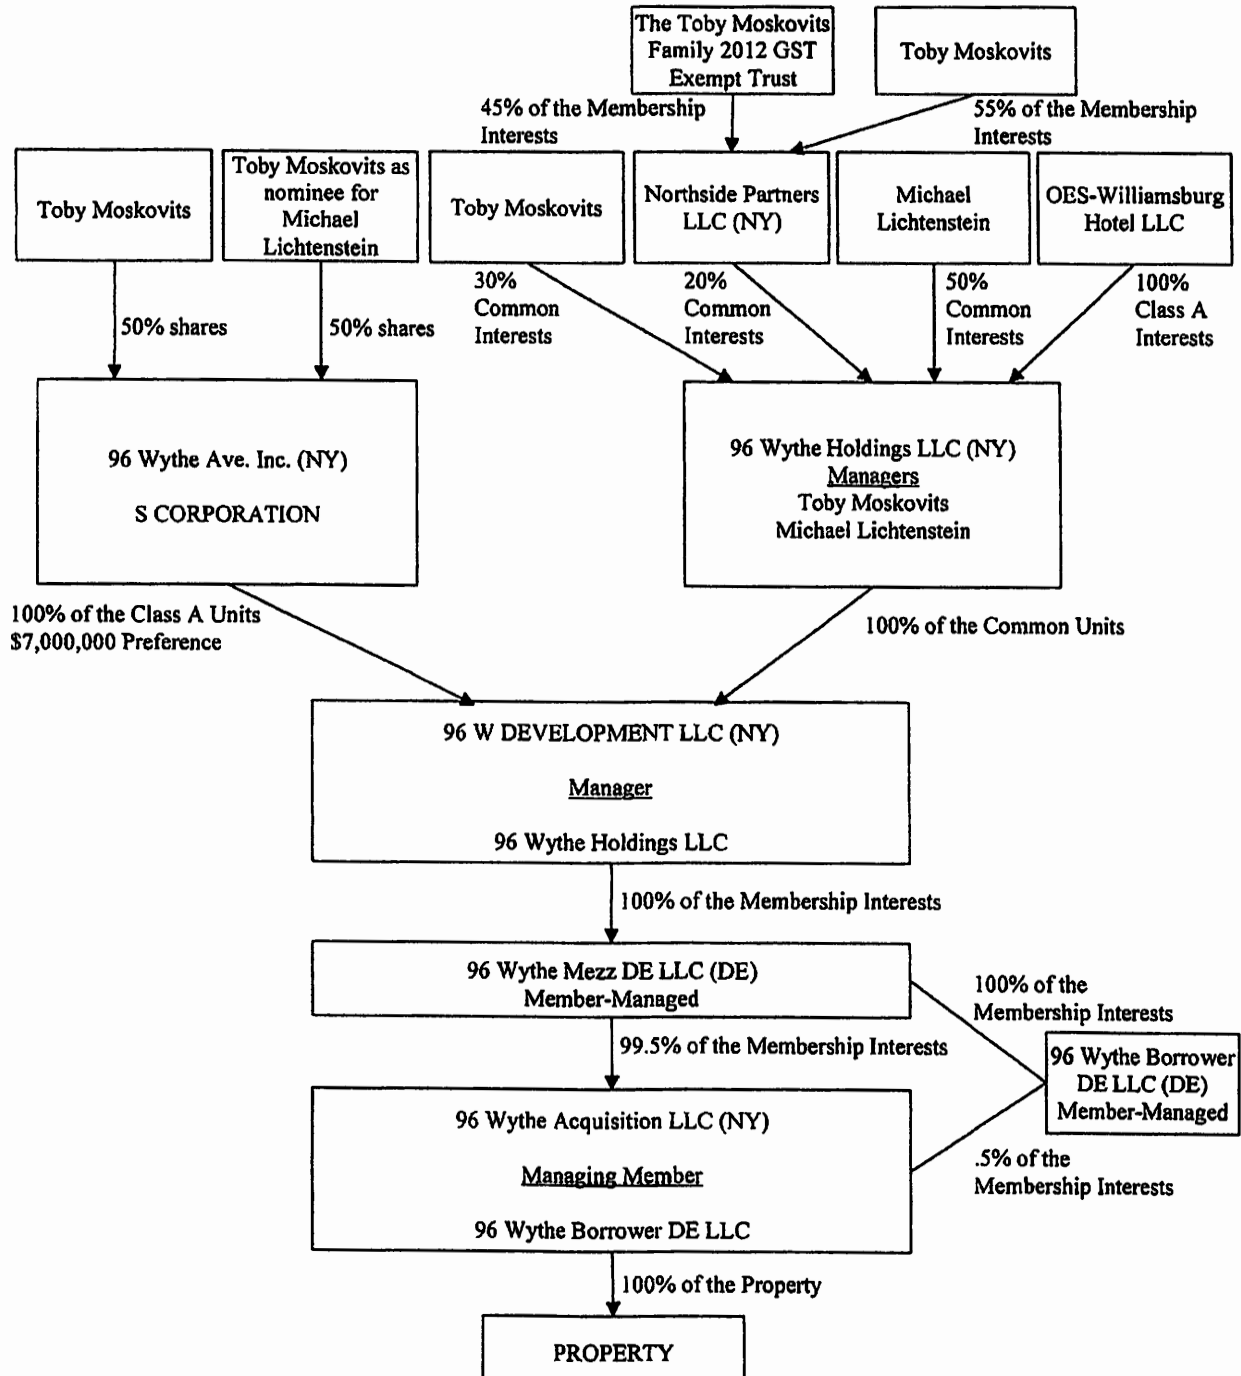 The Toby Moskovits
Family 2012 GST
Exempt Trust
Toby Moskovits
45% of the Membership
Interests
55% of the Membership
Interests
Toby Moskovits
Toby Moskovits as
nominee for
Michael
Lichtenstein
Toby Moskovits
Northside Partners
LLC (NY)
Michael
Lichtenstein
OES-Williamsburg
Hotel LLC
50% shares
50% shares
30%
Common
Interests
20%
Common
Interests
50%
Common
Interests
100%
Class A
Interests
96 Wythe Ave. Inc. (NY)
S CORPORATION
96 Wythe Holdings LLC (NY)
Managers
Toby Moskovits
Michael Lichtenstein
100% of the Class A Units
$7,000,000 Preference
100% of the Common Units
96 W DEVELOPMENT LLC (NY)
Manager
96 Wythe Holdings LLC
100% of the Membership Interests
96 Wythe Mezz DE LLC (DE)
Member-Managed
100% of the
Membership Interests
99.5% of the Membership Interests
96 Wythe Borrower
DE LLC (DE)
Member-Managed
96 Wythe Acquisition LLC (NY)
Managing Member
96 Wythe Borrower DE LLC
.5% of the
Membership Interests
100% of the Property
PROPERTY